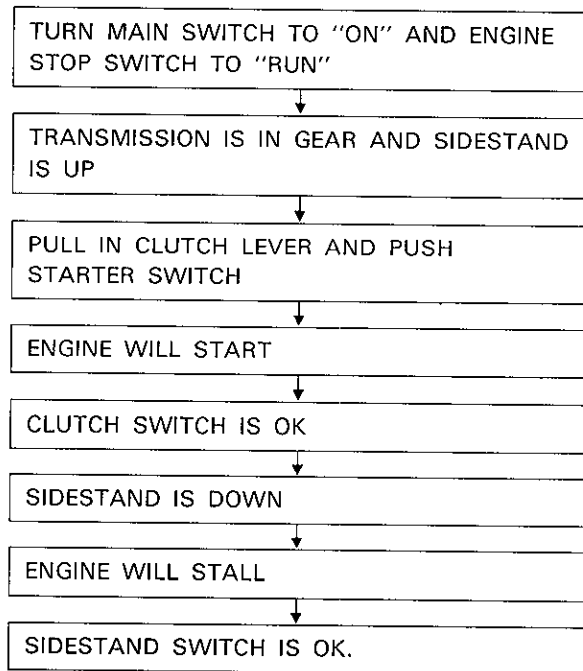 TURN MAIN SWITCH TO "ON" AND ENGINE
STOP SWITCH TO "RUN"
TRANSMISSION IS IN GEAR AND SIDESTAND
IS UP
PULL IN CLUTCH LEVER AND PUSH
STARTER SWITCH
ENGINE WILL START
CLUTCH SWITCH IS OK
SIDESTAND IS DOWN
ENGINE WILL STALL
SIDESTAND SWITCH IS OK.